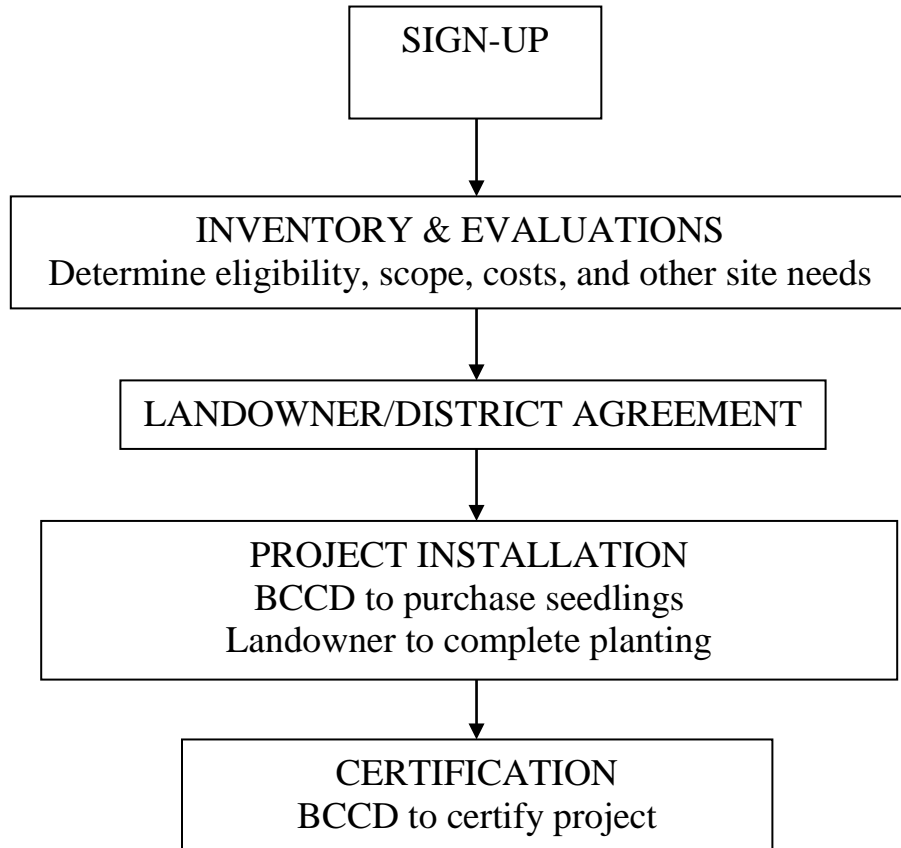 SIGN-UP
INVENTORY & EVALUATIONS
Determine eligibility, scope, costs, and other site needs
LANDOWNER/DISTRICT AGREEMENT
PROJECT INSTALLATION
BCCD to purchase seedlings
Landowner to complete planting
CERTIFICATION
BCCD to certify project